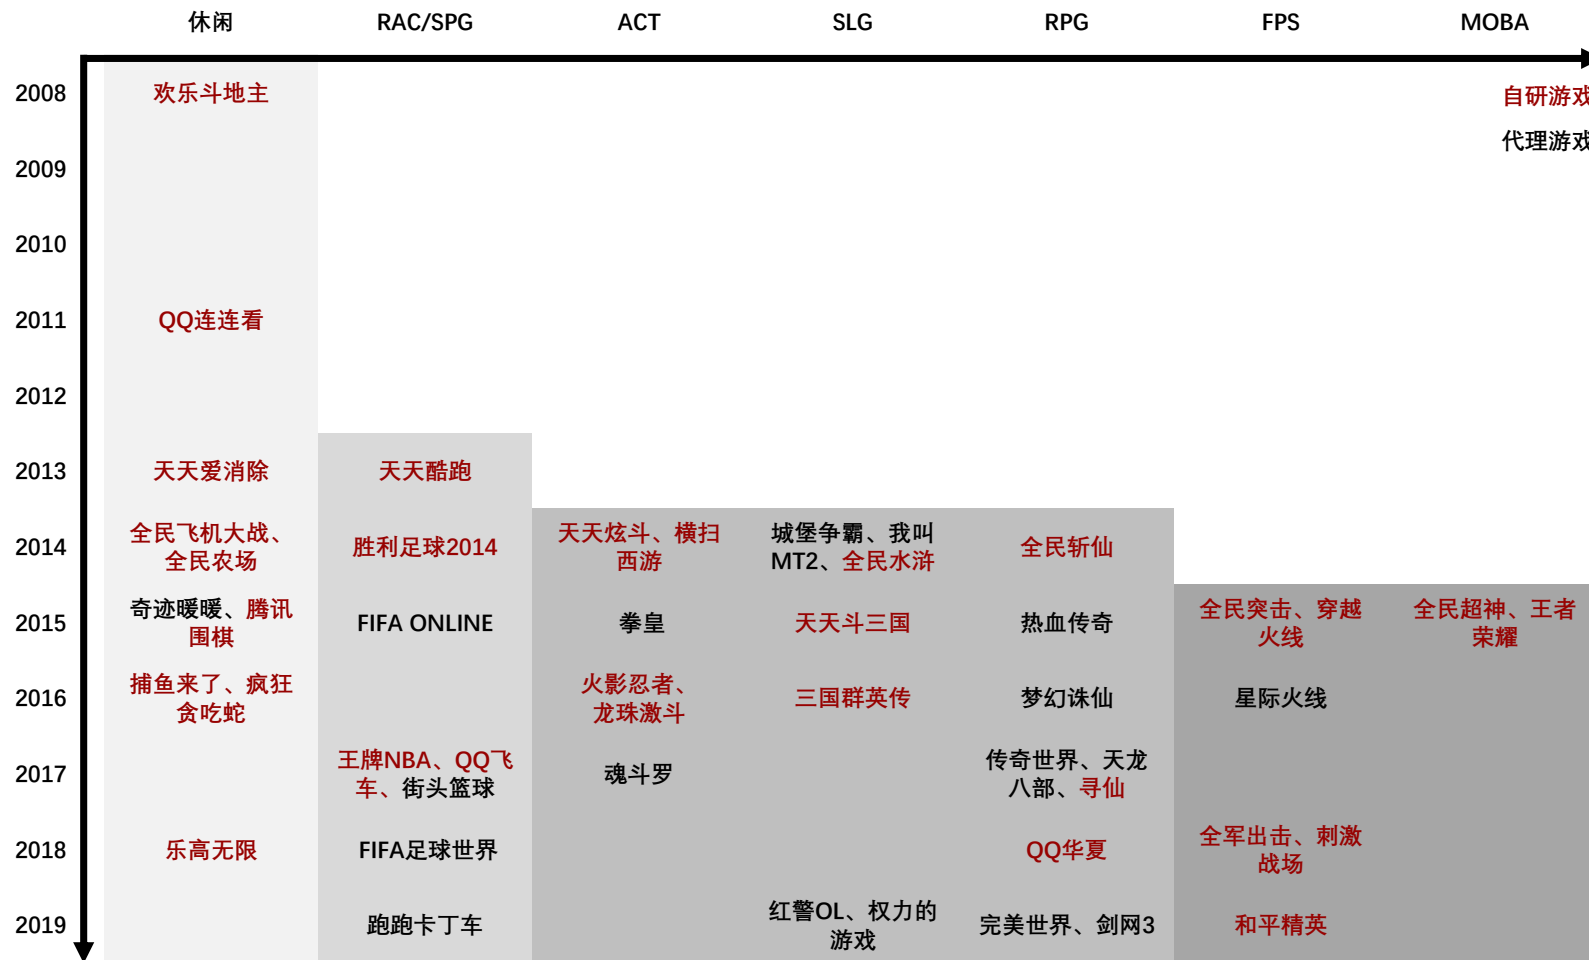 休闲 RAC/SPG ACT SLG RPG FPS MOBA
2008 欢乐斗地主 自研游戏
代理游戏
2009
2010
2011 QQ连连看
2012
2013 天天爱消除 天天酷跑
2014 全民飞机大战、 胜利足球2014 天天炫斗、横扫 城堡争霸、我叫 全民斩仙
全民农场 西游 MT2、全民水浒
2015 奇迹暖暖、腾讯 FIFA ONLINE 拳皇 天天斗三国 热血传奇 全民突击、穿越 全民超神、王者
围棋 火线 荣耀
2016 捕鱼来了、疯狂 火影忍者、 三国群英传 梦幻诛仙 星际火线
贪吃蛇 龙珠激斗
2017 王牌NBA、QQ飞 魂斗罗 传奇世界、天龙
车、街头篮球 八部、寻仙
2018 乐高无限 FIFA足球世界 QQ华夏 全军出击、刺激
战场
2019 跑跑卡丁车 红警OL、权力的 完美世界、剑网3 和平精英
游戏